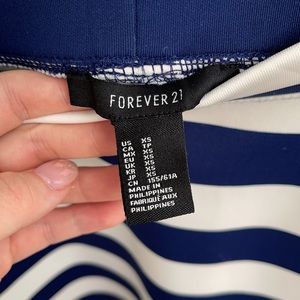 FOREVER 21
US XS
CA TP
MX XS
EU XS
UK XS
KR XS
JP XS
CN 155/61A
MADE IN
PHILIPPINES
FABRIQUÉ AUX
PHILIPPINES